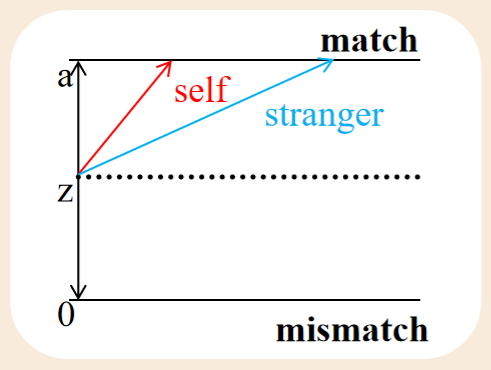 match
a
self
stranger
z
0
mismatch